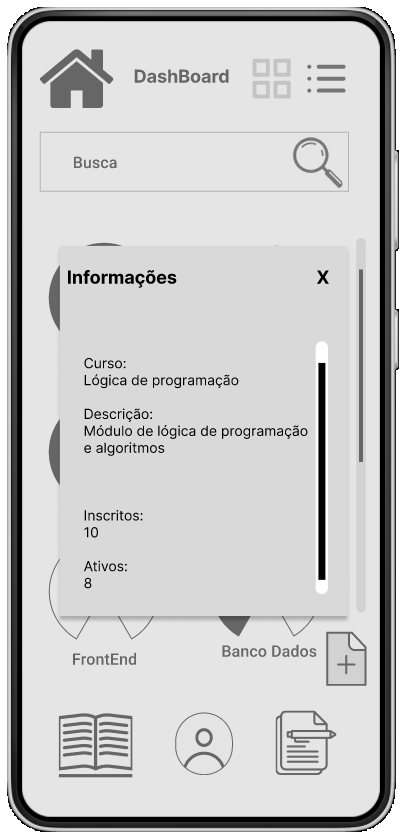 DashBoard
Busca
Informações
X
Curso:
Lógica de programação
Descrição:
Módulo de lógica de programação
e algoritmos
Inscritos:
10
Ativos:
8
FrontEnd
Banco Dados